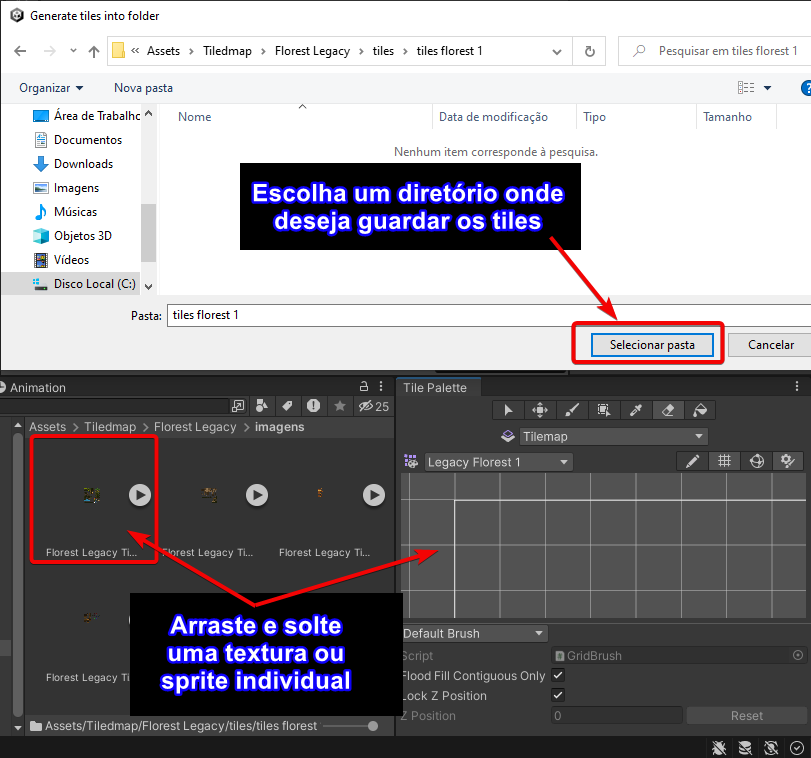 Generate tiles into folder
« Assets > Tiledmap > Florest Legacy > tiles > tiles florest 1
Pesquisar em tiles florest 1
Organizar
Nova pasta
Área de Trabalho
Documentos
Downloads
Imagens
Músicas
Objetos 3D
Vídeos
Disco Local (C:)
Nome
Data de modificação
Tipo
Tamanho
Nenhum item corresponde à pesquisa.
Escolha um diretório onde
deseja guardar os tiles
Pasta:
tiles florest 1
Selecionar pasta
Cancelar
Animation
25
Assets > Tiledmap > Florest Legacy > imagens
Florest Legacy Ti...
Florest Legacy Ti...
Florest Legacy Ti...
Florest Legacy
Arraste e solte
uma textura ou
sprite individual
Assets/Tiledmap/Florest Legacy/tiles/tiles florest
Tile Palette
Tilemap
Legacy Florest 1
Default Brush
Script
GridBrush
Flood Fill Contiguous Only
Lock Z Position
Z Position
0
Reset